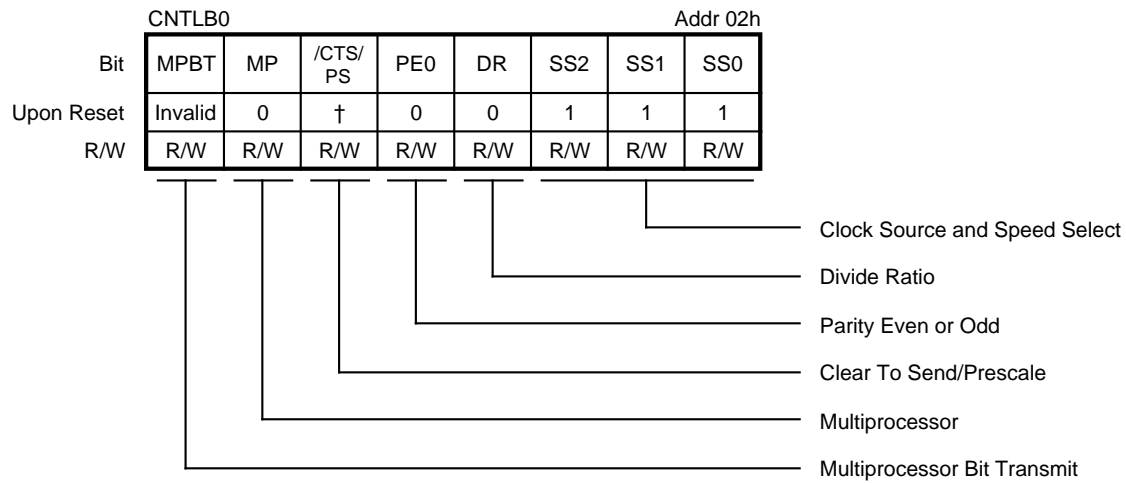 CNTLB0 Addr 02h
Bit MPBT MP /CTS/ PS PE0 DR SS2 SS1 SS0
Upon Reset Invalid 0 † 0 0 1 1 1
R/W R/W R/W R/W R/W R/W R/W R/W R/W
Clock Source and Speed Select
Divide Ratio
Parity Even or Odd
Clear To Send/Prescale
Multiprocessor
Multiprocessor Bit Transmit